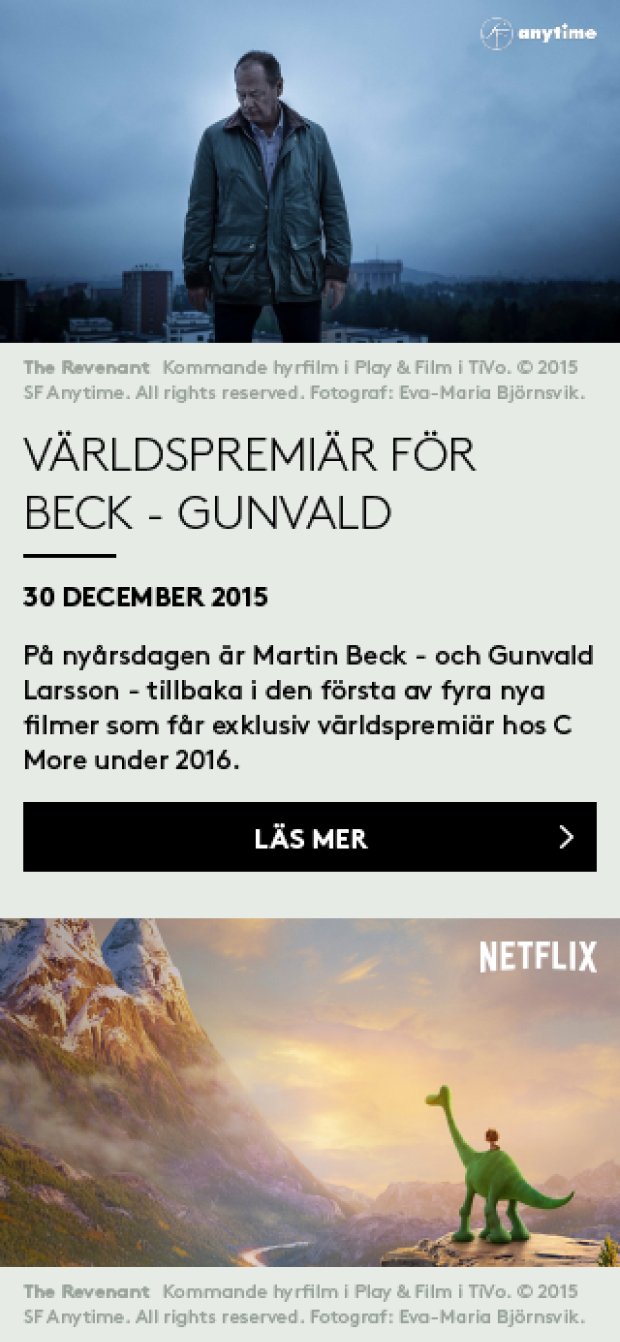 SF anytime
The Revenant Kommande hyrfilm i Play & Film i TiVo. © 2015
SF Anytime. All rights reserved. Fotograf: Eva-Maria Björnsvik.
VÄRLDSPREMIÄR FÖR
BECK - GUNVALD
30 DECEMBER 2015
På nyårsdagen är Martin Beck - och Gunvald
Larsson - tillbaka i den första av fyra nya
filmer som får exklusiv världspremiär hos C
More under 2016.
LÄS MER
NETFLIX
The Revenant Kommande hyrfilm i Play & Film i TiVo. © 2015
SF Anytime. All rights reserved. Fotograf: Eva-Maria Björnsvik.